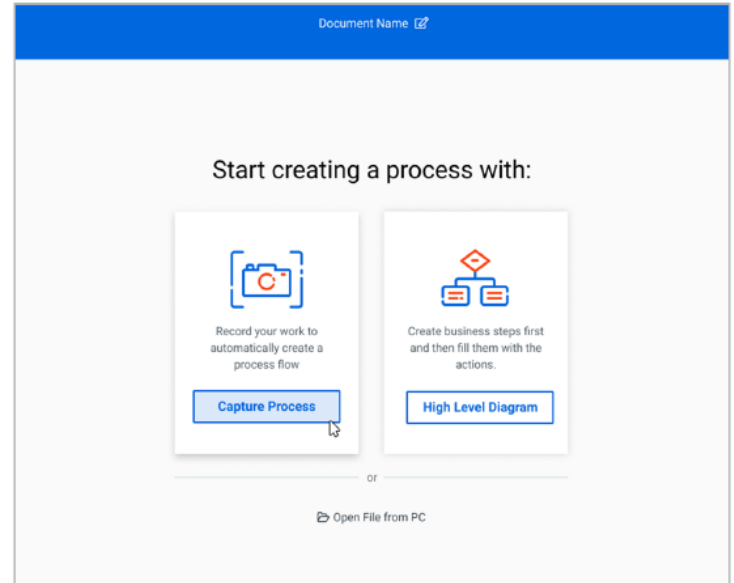 Document Name
Start creating a process with:
Record your work to
automatically create a
process flow
Capture Process
Create business steps first
and then fill them with the
actions.
High Level Diagram
or
Open File from PC